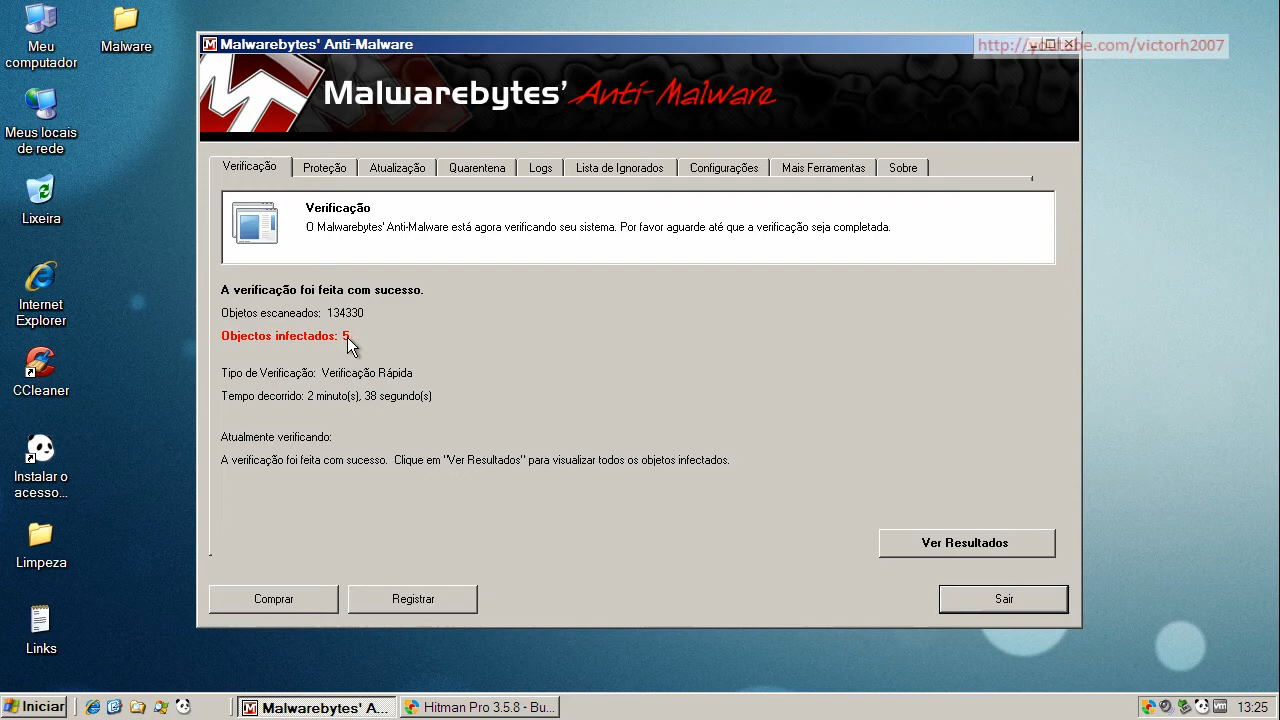 Meu computador
Malware
Meus locais de rede
Lixeira
Internet Explorer
CCleaner
Instalar o acesso...
Limpeza
Links
Malwarebytes' Anti-Malware
http://youtube.com/victorh2007
Malwarebytes' Anti-Malware
Verificação
Proteção
Atualização
Quarentena
Logs
Lista de Ignorados
Configurações
Mais Ferramentas
Sobre
Verificação
O Malwarebytes' Anti-Malware está agora verificando seu sistema. Por favor aguarde até que a verificação seja completada.
A verificação foi feita com sucesso.
Objetos escaneados: 134330
Objectos infectados: 5
Tipo de Verificação: Verificação Rápida
Tempo decorrido: 2 minuto(s), 38 segundo(s)
Atualmente verificando:
A verificação foi feita com sucesso. Clique em "Ver Resultados" para visualizar todos os objetos infectados.
Ver Resultados
Comprar
Registrar
Sair
Iniciar
Malwarebytes' A...
Hitman Pro 3.5.8 - Bu...
13:25